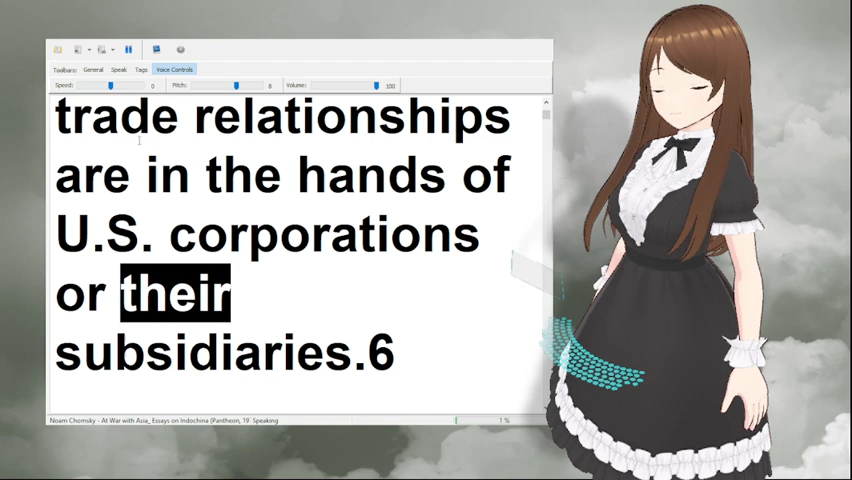 Toolbars: General Speak Tags Voice Controls
Speed: 0 Pitch: 8 Volume: 100
trade relationships
are in the hands of
U.S. corporations
or their
subsidiaries.6
Noam Chomsky - At War with Asia_ Essays on Indochina (Pantheon, 19 Speaking 1 %